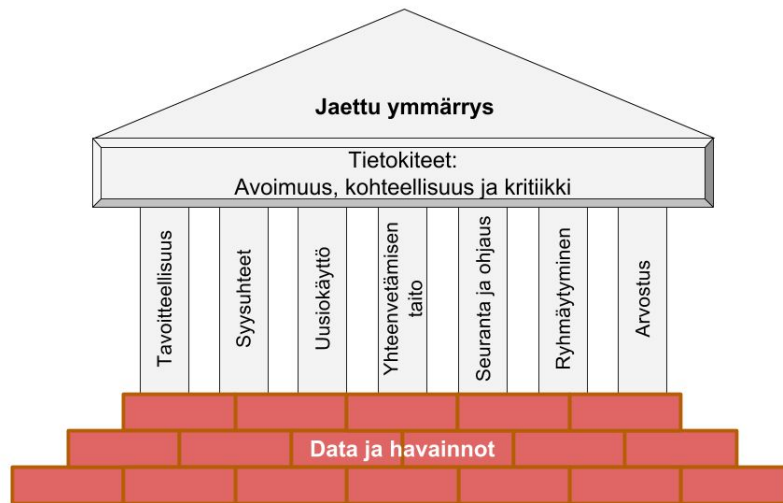 Jaettu ymmärrys
Tietokiteet:
Avoimuus, kohteellisuus ja kritiikki
Tavoitteellisuus
Syysuhteet
Uusiokäyttö
Yhteenvetämisen
taito
Seuranta ja ohjaus
Ryhmäytyminen
Arvostus
Data ja havainnot